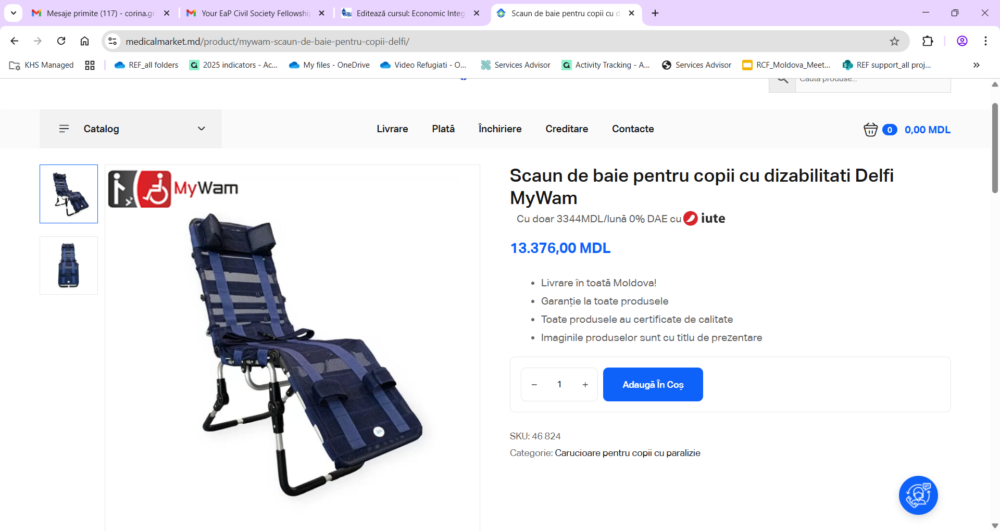 Mesaje primite (117) - corina.gr
Your EaP Civil Society Fellowship
Editează cursul: Economic Integ
Scaun de baie pentru copii cu d
medicalmarket.md/product/mywam-scaun-de-baie-pentru-copii-delfi/
KHS Managed
REF_all folders
2025 indicators - Ac...
My files - OneDrive
Video Refugiati - O...
Services Advisor
Activity Tracking - A...
Services Advisor
RCF_Moldova_Meet...
REF support_all proj...
Caută produse...
Catalog
Livrare
Plată
Închiriere
Creditare
Contacte
0
0,00 MDL
MyWam
Scaun de baie pentru copii cu dizabilitati Delfi
MyWam
Cu doar 3344MDL/lună 0% DAE cu iute
13.376,00 MDL
• Livrare în toată Moldova!
• Garanție la toate produsele
• Toate produsele au certificate de calitate
• Imaginile produselor sunt cu titlu de prezentare
− 1 +
Adaugă În Coș
SKU: 46 824
Categorie: Carucioare pentru copii cu paralizie